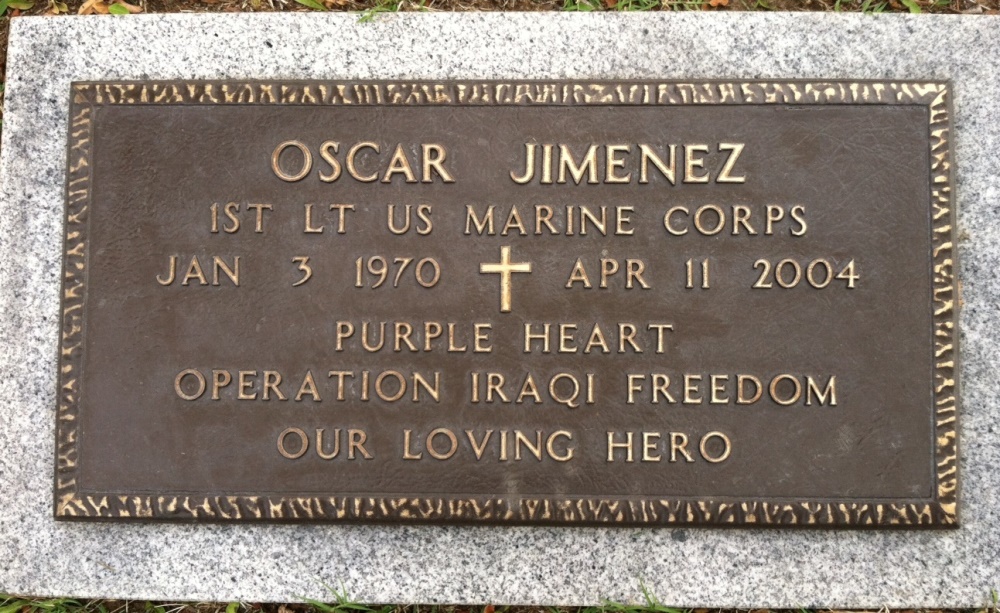 OSCAR JIMENEZ
1ST LT US MARINE CORPS
JAN 3 1970 APR 11 2004
PURPLE HEART
OPERATION IRAQI FREEDOM
OUR LOVING HERO